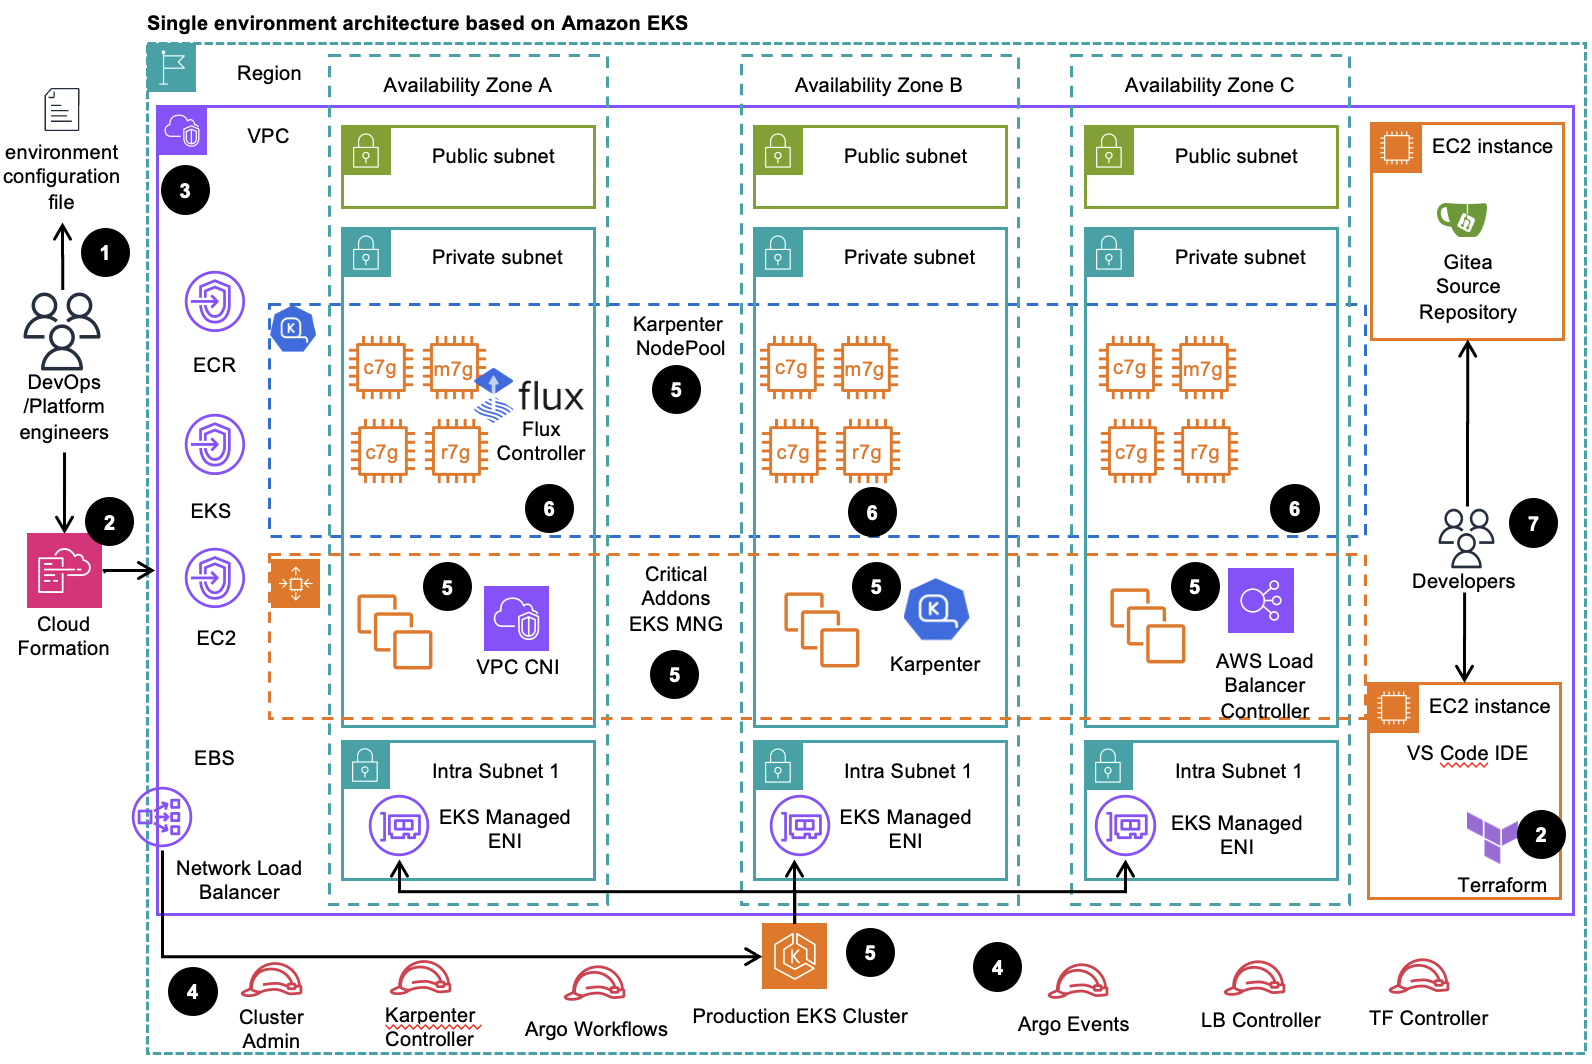 Single environment architecture based on Amazon EKS
Region
Availability Zone A
Availability Zone B
Availability Zone C
VPC
3
environment
configuration
file
1
DevOps
/Platform
engineers
2
Cloud
Formation
ECR
EKS
EC2
EBS
Network Load
Balancer
Public subnet
Public subnet
Public subnet
Private subnet
Private subnet
Private subnet
K
Karpenter
NodePool
5
c7g
m7g
c7g
r7g
flux
Flux
Controller
6
c7g
m7g
c7g
r7g
6
c7g
m7g
c7g
r7g
6
Critical
Addons
EKS MNG
5
5
VPC CNI
5
K
Karpenter
5
AWS Load
Balancer
Controller
Intra Subnet 1
EKS Managed
ENI
Intra Subnet 1
EKS Managed
ENI
Intra Subnet 1
EKS Managed
ENI
EC2 instance
Gitea
Source
Repository
7
Developers
EC2 instance
VS Code IDE
2
Terraform
4
Cluster
Admin
Karpenter
Controller
Argo Workflows
K
5
Production EKS Cluster
4
Argo Events
LB Controller
TF Controller